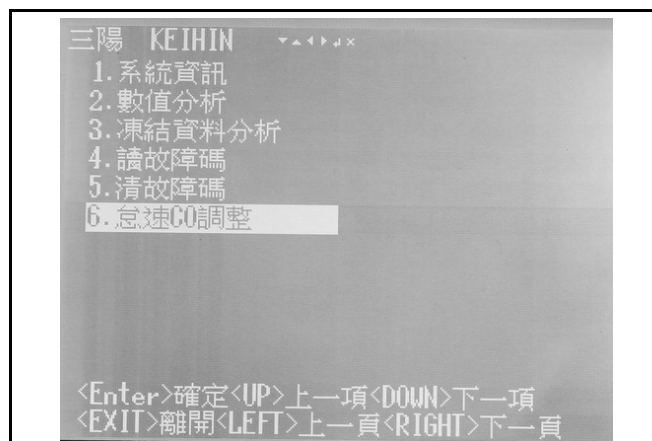 三陽 KEIHIN ▼▲◀▶↲×
1.系統資訊
2.數值分析
3.凍結資料分析
4.讀故障碼
5.清故障碼
6.怠速CO調整
<Enter>確定<UP>上一項<DOWN>下一項
<EXIT>離開<LEFT>上一頁<RIGHT>下一頁